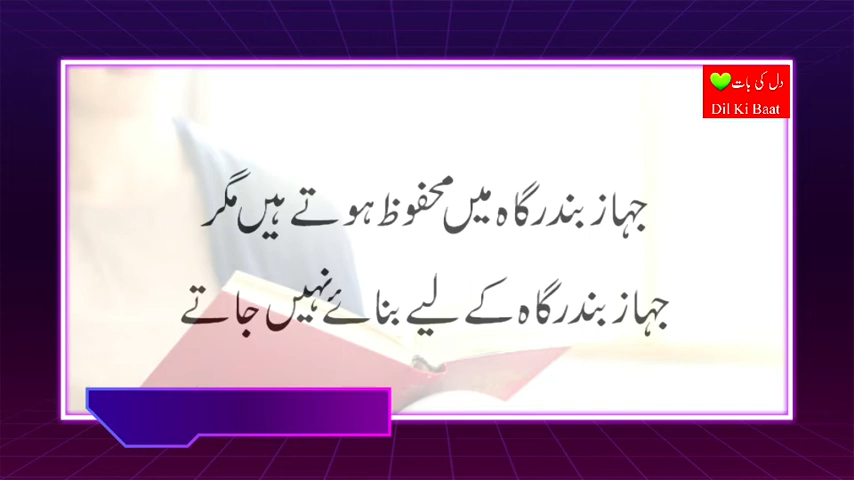 دل کی بات💚
Dil Ki Baat
جہاز بندرگاہ میں محفوظ ہوتے ہیں مگر
جہاز بندرگاہ کے لیے بنائے نہیں جاتے